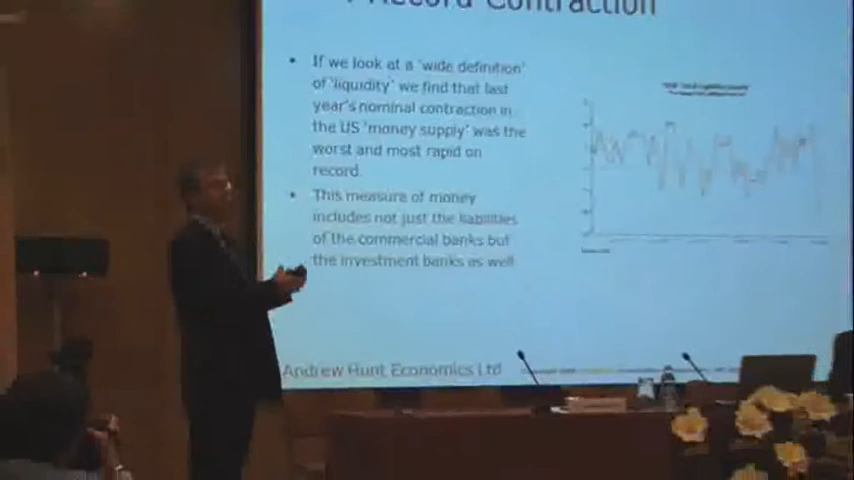 Record Contraction
• If we look at a 'wide definition'
of 'liquidity' we find that last
year's nominal contraction in
the US 'money supply' was the
worst and most rapid on
record.
• This measure of money
includes not just the liabilities
of the commercial banks but
the investment banks as well
Andrew Hunt Economics Ltd